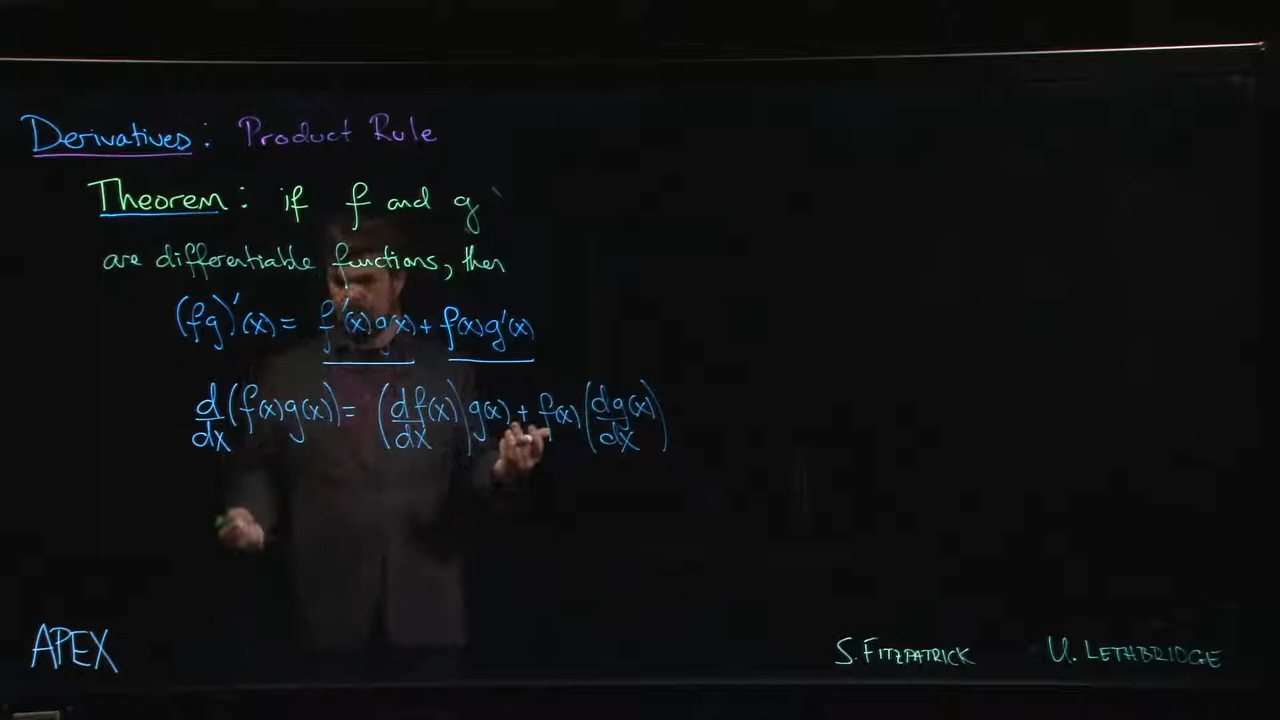 Derivatives: Product Rule
Theorem: if f and g
are differentiable functions, then
(fg)'(x) = f'(x)g(x) + f(x)g'(x)
d/dx (f(x)g(x)) = (df(x)/dx) g(x) + f(x) (dg(x)/dx)
APEX
S. FITZPATRICK U. LETHBRIDGE